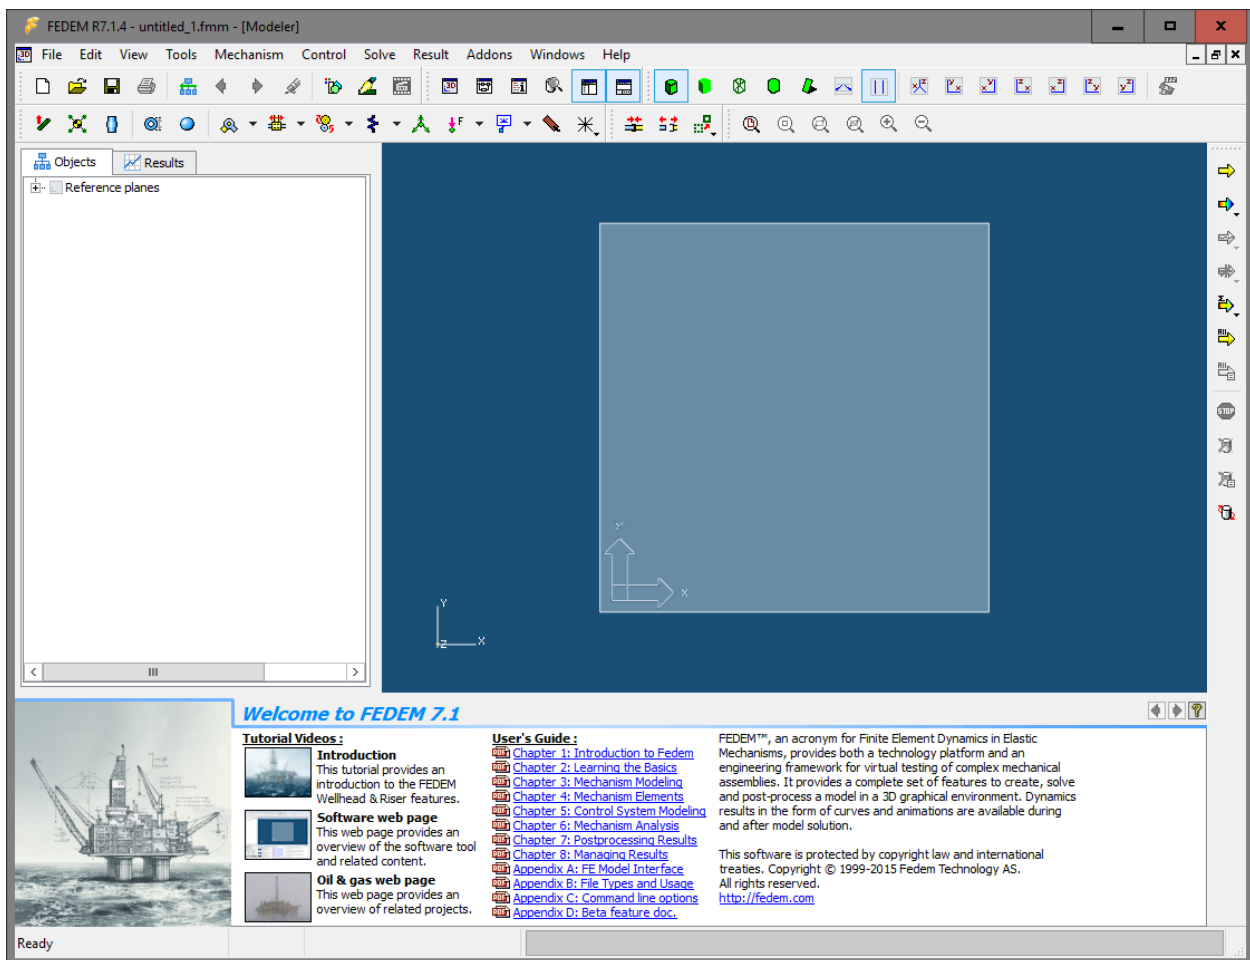 FEDEM R7.1.4 - untitled_1.fmm - [Modeler]
File Edit View Tools Mechanism Control Solve Result Addons Windows Help
Objects Results
Reference planes
Y
X
Y
X
Z
Welcome to FEDEM 7.1
Tutorial Videos :
Introduction
This tutorial provides an
introduction to the FEDEM
Wellhead & Riser features.
Software web page
This web page provides an
overview of the software tool
and related content.
Oil & gas web page
This web page provides an
overview of related projects.
User's Guide :
Chapter 1: Introduction to Fedem
Chapter 2: Learning the Basics
Chapter 3: Mechanism Modeling
Chapter 4: Mechanism Elements
Chapter 5: Control System Modeling
Chapter 6: Mechanism Analysis
Chapter 7: Postprocessing Results
Chapter 8: Managing Results
Appendix A: FE Model Interface
Appendix B: File Types and Usage
Appendix C: Command line options
Appendix D: Beta feature doc.
FEDEM™, an acronym for Finite Element Dynamics in Elastic
Mechanisms, provides both a technology platform and an
engineering framework for virtual testing of complex mechanical
assemblies. It provides a complete set of features to create, solve
and post-process a model in a 3D graphical environment. Dynamics
results in the form of curves and animations are available during
and after model solution.
This software is protected by copyright law and international
treaties. Copyright © 1999-2015 Fedem Technology AS.
All rights reserved.
http://fedem.com
Ready